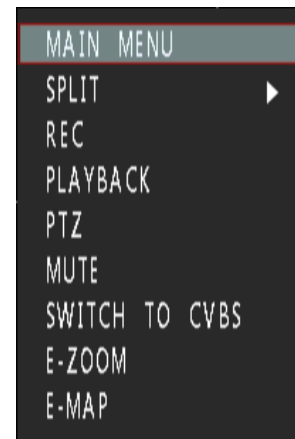 MAIN MENU
SPLIT
REC
PLAYBACK
PTZ
MUTE
SWITCH TO CVBS
E-ZOOM
E-MAP